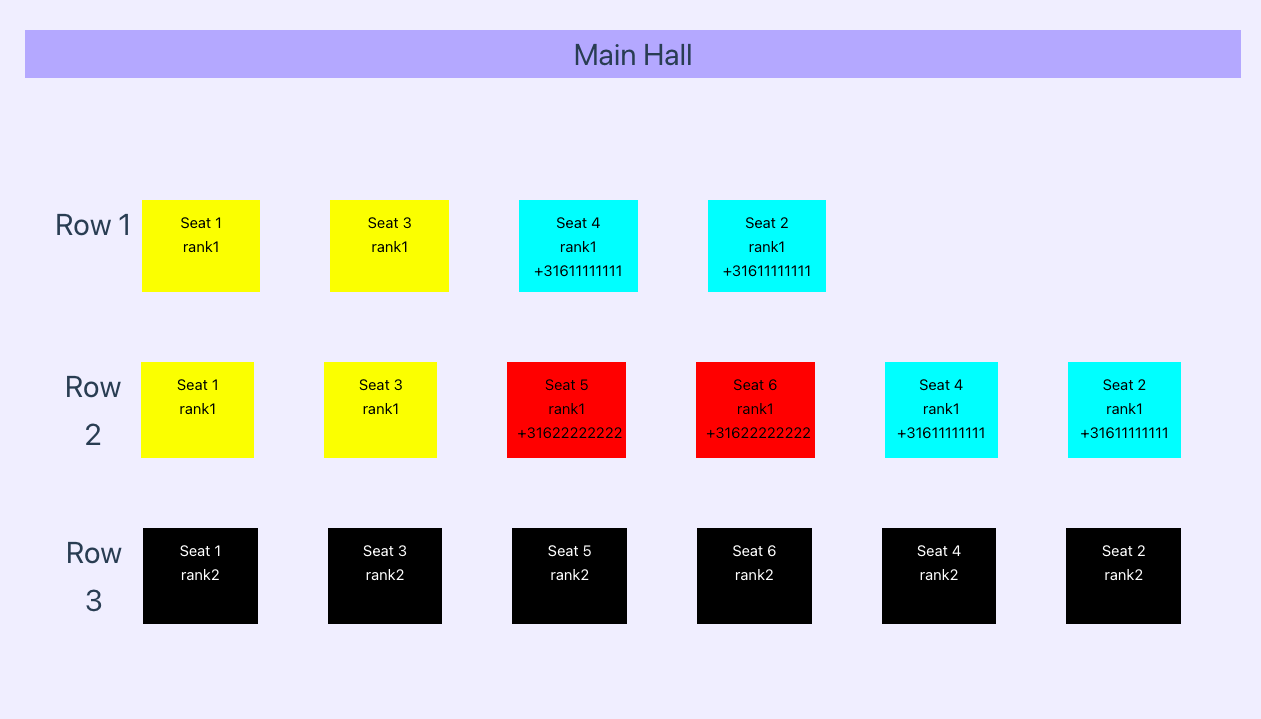 Main Hall
Row 1
Seat 1
rank1
Seat 3
rank1
Seat 4
rank1
+31611111111
Seat 2
rank1
+31611111111
Row
2
Seat 1
rank1
Seat 3
rank1
Seat 5
rank1
+31622222222
Seat 6
rank1
+31622222222
Seat 4
rank1
+31611111111
Seat 2
rank1
+31611111111
Row
3
Seat 1
rank2
Seat 3
rank2
Seat 5
rank2
Seat 6
rank2
Seat 4
rank2
Seat 2
rank2